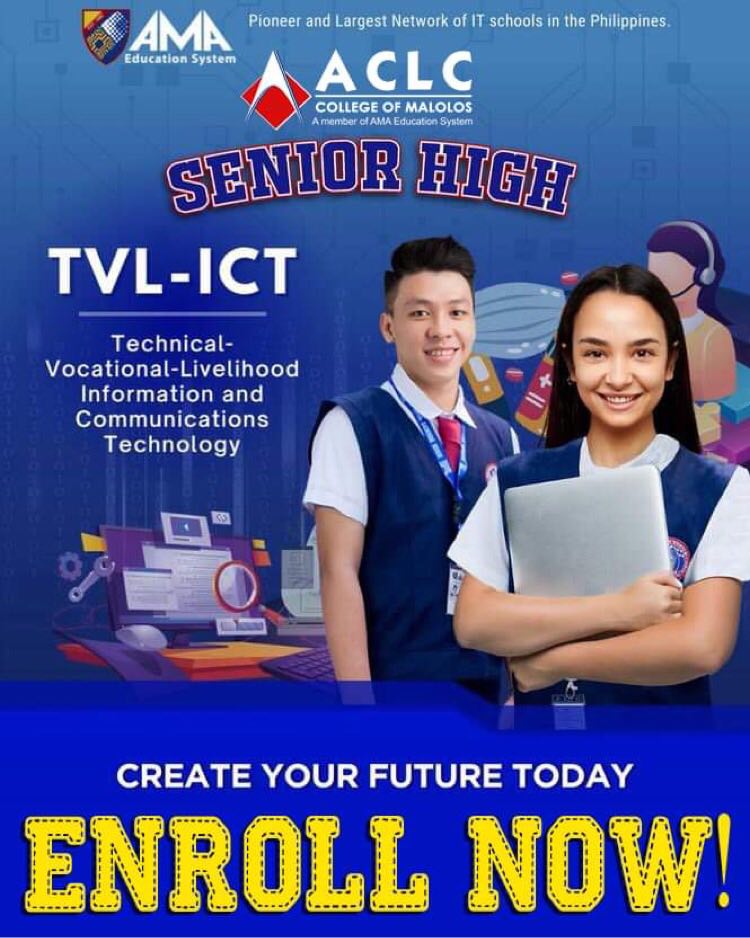 AMA
Education System
Pioneer and Largest Network of IT schools in the Philippines.
ACLC
COLLEGE OF MALOLOS
A member of AMA Education System
SENIOR HIGH
TVL-ICT
Technical-
Vocational-Livelihood
Information and
Communications
Technology
CREATE YOUR FUTURE TODAY
ENROLL NOW!